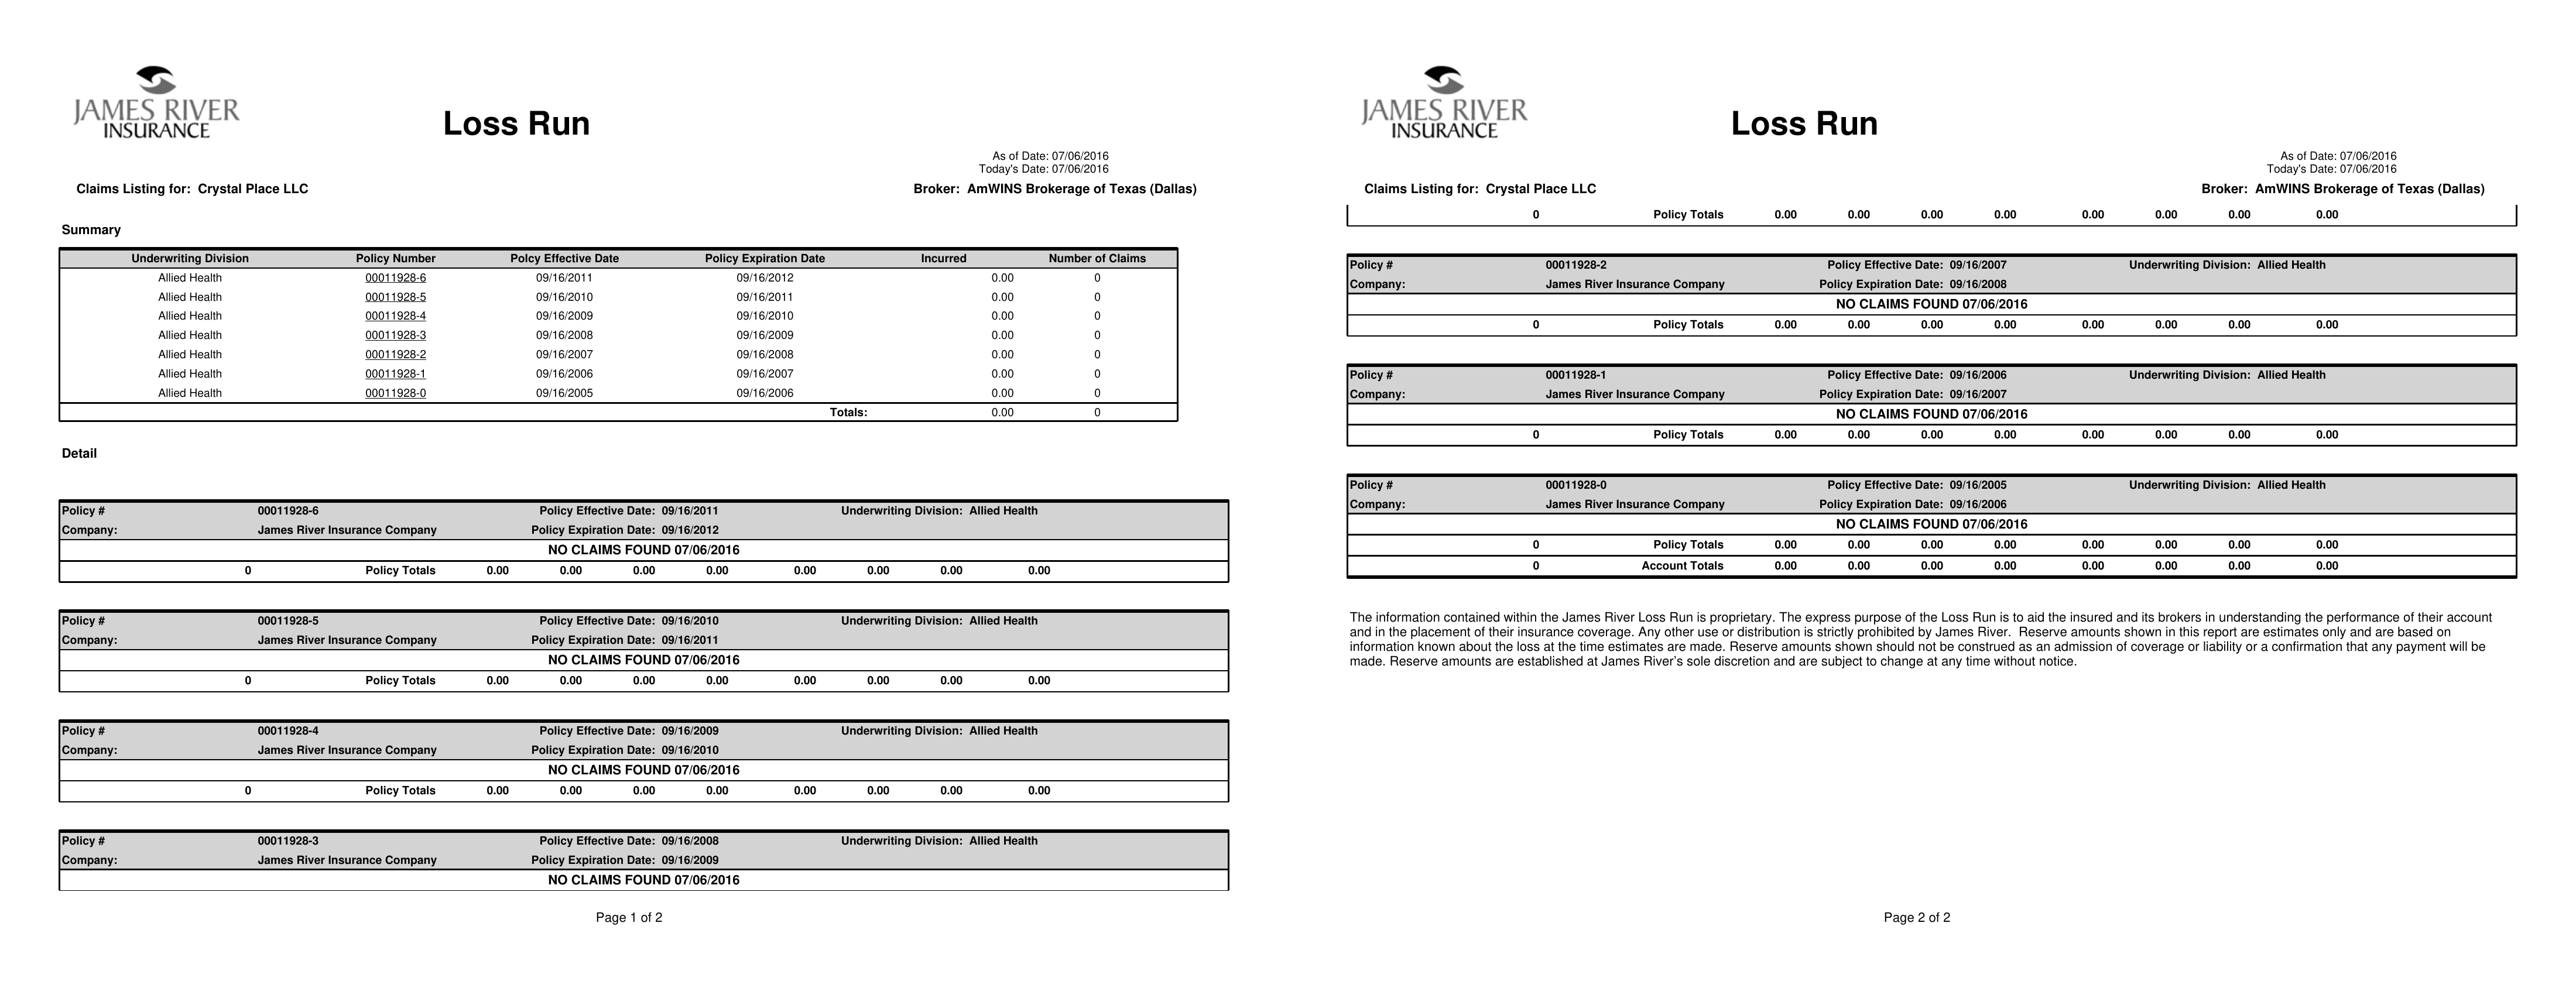 JAMES RIVER
INSURANCE
Loss Run
As of Date: 07/06/2016
Today's Date: 07/06/2016
Claims Listing for: Crystal Place LLC
Broker: AmWINS Brokerage of Texas (Dallas)
Summary
Underwriting Division Policy Number Polcy Effective Date Policy Expiration Date Incurred Number of Claims
Allied Health 00011928-6 09/16/2011 09/16/2012 0.00 0
Allied Health 00011928-5 09/16/2010 09/16/2011 0.00 0
Allied Health 00011928-4 09/16/2009 09/16/2010 0.00 0
Allied Health 00011928-3 09/16/2008 09/16/2009 0.00 0
Allied Health 00011928-2 09/16/2007 09/16/2008 0.00 0
Allied Health 00011928-1 09/16/2006 09/16/2007 0.00 0
Allied Health 00011928-0 09/16/2005 09/16/2006 0.00 0
Totals: 0.00 0
Detail
Policy # 00011928-6 Policy Effective Date: 09/16/2011 Underwriting Division: Allied Health
Company: James River Insurance Company Policy Expiration Date: 09/16/2012
NO CLAIMS FOUND 07/06/2016
0 Policy Totals 0.00 0.00 0.00 0.00 0.00 0.00 0.00 0.00
Policy # 00011928-5 Policy Effective Date: 09/16/2010 Underwriting Division: Allied Health
Company: James River Insurance Company Policy Expiration Date: 09/16/2011
NO CLAIMS FOUND 07/06/2016
0 Policy Totals 0.00 0.00 0.00 0.00 0.00 0.00 0.00 0.00
Policy # 00011928-4 Policy Effective Date: 09/16/2009 Underwriting Division: Allied Health
Company: James River Insurance Company Policy Expiration Date: 09/16/2010
NO CLAIMS FOUND 07/06/2016
0 Policy Totals 0.00 0.00 0.00 0.00 0.00 0.00 0.00 0.00
Policy # 00011928-3 Policy Effective Date: 09/16/2008 Underwriting Division: Allied Health
Company: James River Insurance Company Policy Expiration Date: 09/16/2009
NO CLAIMS FOUND 07/06/2016
Page 1 of 2
JAMES RIVER
INSURANCE
Loss Run
As of Date: 07/06/2016
Today's Date: 07/06/2016
Claims Listing for: Crystal Place LLC
Broker: AmWINS Brokerage of Texas (Dallas)
0 Policy Totals 0.00 0.00 0.00 0.00 0.00 0.00 0.00 0.00
Policy # 00011928-2 Policy Effective Date: 09/16/2007 Underwriting Division: Allied Health
Company: James River Insurance Company Policy Expiration Date: 09/16/2008
NO CLAIMS FOUND 07/06/2016
0 Policy Totals 0.00 0.00 0.00 0.00 0.00 0.00 0.00 0.00
Policy # 00011928-1 Policy Effective Date: 09/16/2006 Underwriting Division: Allied Health
Company: James River Insurance Company Policy Expiration Date: 09/16/2007
NO CLAIMS FOUND 07/06/2016
0 Policy Totals 0.00 0.00 0.00 0.00 0.00 0.00 0.00 0.00
Policy # 00011928-0 Policy Effective Date: 09/16/2005 Underwriting Division: Allied Health
Company: James River Insurance Company Policy Expiration Date: 09/16/2006
NO CLAIMS FOUND 07/06/2016
0 Policy Totals 0.00 0.00 0.00 0.00 0.00 0.00 0.00 0.00
0 Account Totals 0.00 0.00 0.00 0.00 0.00 0.00 0.00 0.00
The information contained within the James River Loss Run is proprietary. The express purpose of the Loss Run is to aid the insured and its brokers in understanding the performance of their account
and in the placement of their insurance coverage. Any other use or distribution is strictly prohibited by James River. Reserve amounts shown in this report are estimates only and are based on
information known about the loss at the time estimates are made. Reserve amounts shown should not be construed as an admission of coverage or liability or a confirmation that any payment will be
made. Reserve amounts are established at James River's sole discretion and are subject to change at any time without notice.
Page 2 of 2